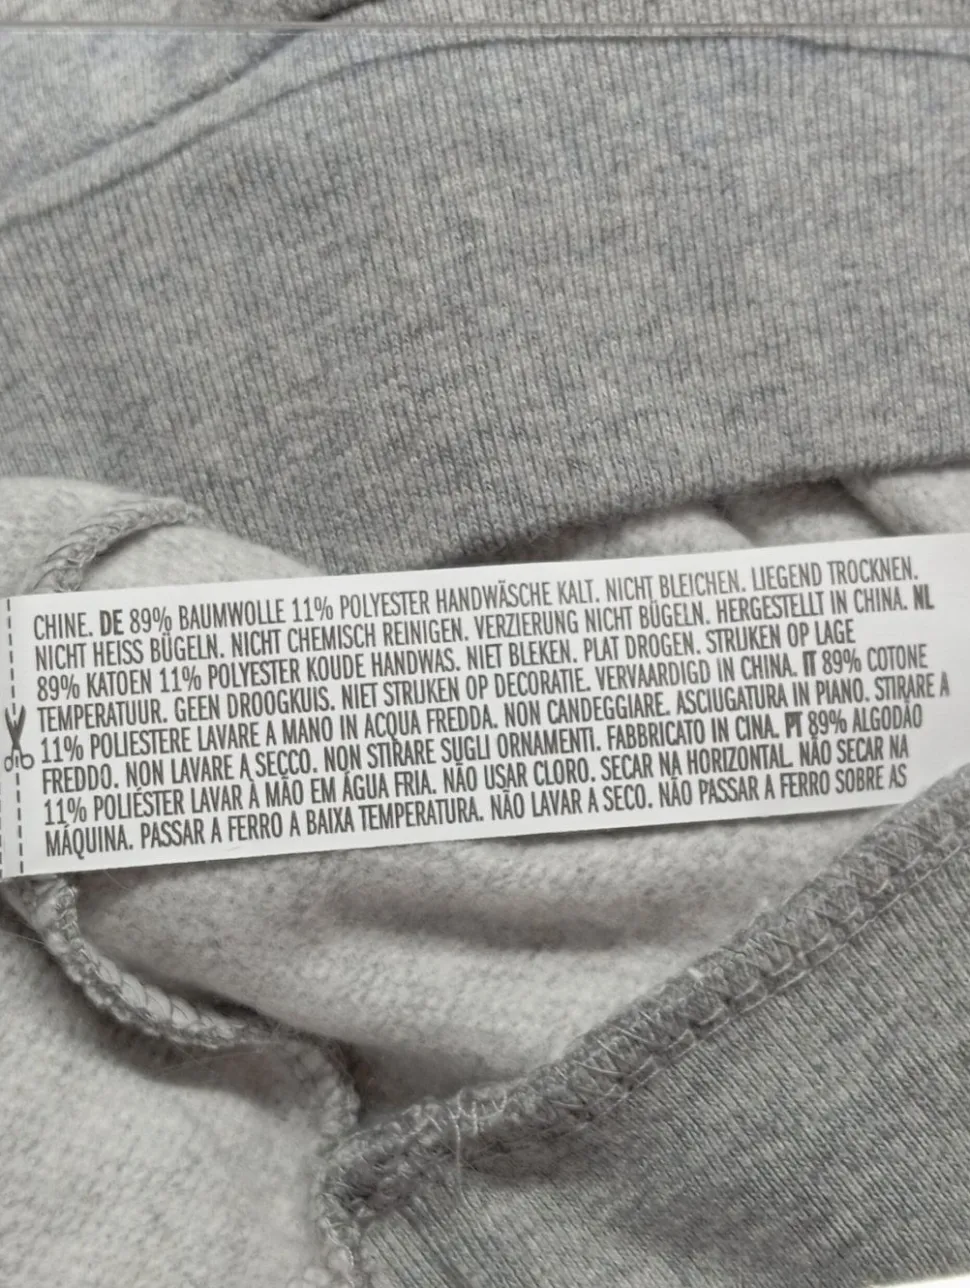 CHINE. DE 89% BAUMWOLLE 11% POLYESTER HANDWÄSCHE KALT. NICHT BLEICHEN. LIEGEND TROCKNEN.
NICHT HEISS BÜGELN. NICHT CHEMISCH REINIGEN. VERZIERUNG NICHT BÜGELN. HERGESTELLT IN CHINA. NL
89% KATOEN 11% POLYESTER KOUDE HANDWAS. NIET BLEKEN. PLAT DROGEN. STRIJKEN OP LAGE
TEMPERATUUR. GEEN DROOGKUIS. NIET STRIJKEN OP DECORATIE. VERVAARDIGD IN CHINA. IT 89% COTONE
11% POLIESTERE LAVARE A MANO IN ACQUA FREDDA. NON CANDEGGIARE. ASCIUGATURA IN PIANO. STIRARE A
FREDDO. NON LAVARE A SECCO. NON STIRARE SUGLI ORNAMENTI. FABBRICATO IN CINA. PT 89% ALGODÃO
11% POLIÉSTER LAVAR À MÃO EM ÁGUA FRIA. NÃO USAR CLORO. SECAR NA HORIZONTAL. NÃO SECAR NA
MÁQUINA. PASSAR A FERRO A BAIXA TEMPERATURA. NÃO LAVAR A SECO. NÃO PASSAR A FERRO SOBRE AS